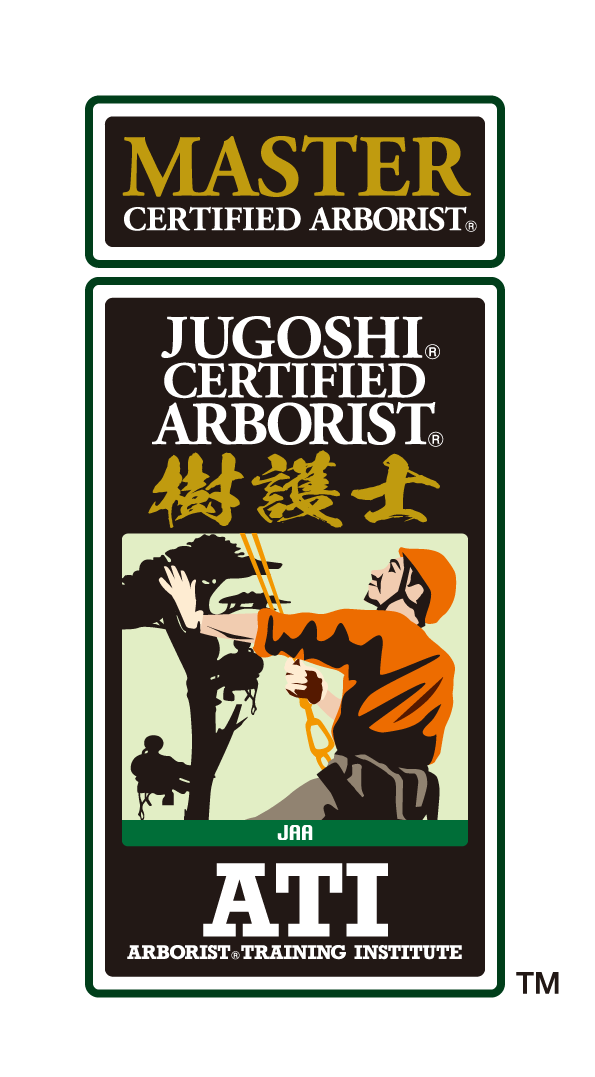 MASTER
CERTIFIED ARBORIST®
JUGOSHI®
CERTIFIED
ARBORIST®
樹護士
JAA
ATI
ARBORIST®TRAINING INSTITUTE
TM